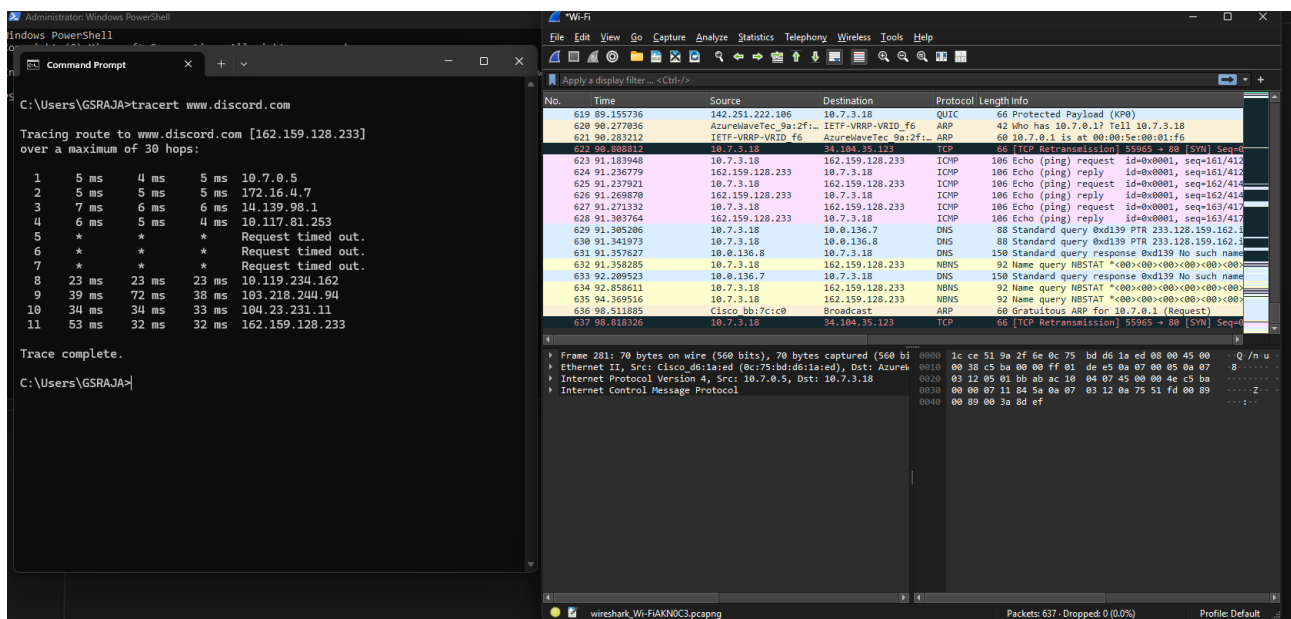 Administrator: Windows PowerShell
Windows PowerShell
Command Prompt
C:\Users\GSRAJA>tracert www.discord.com
Tracing route to www.discord.com [162.159.128.233]
over a maximum of 30 hops:
1 5 ms 4 ms 5 ms 10.7.0.5
2 5 ms 5 ms 5 ms 172.16.4.7
3 7 ms 6 ms 6 ms 14.139.98.1
4 6 ms 5 ms 4 ms 10.117.81.253
5 * * * Request timed out.
6 * * * Request timed out.
7 * * * Request timed out.
8 23 ms 23 ms 23 ms 10.119.234.162
9 39 ms 72 ms 38 ms 103.218.244.94
10 34 ms 34 ms 33 ms 104.23.231.11
11 53 ms 32 ms 32 ms 162.159.128.233
Trace complete.
C:\Users\GSRAJA>
*Wi-Fi
File Edit View Go Capture Analyze Statistics Telephony Wireless Tools Help
Apply a display filter ... <Ctrl-/>
No. Time Source Destination Protocol Length Info
619 89.155736 142.251.222.106 10.7.3.18 QUIC 66 Protected Payload (KP0)
620 90.277036 AzureWaveTec_9a:2f:… IETF-VRRP-VRID_f6 ARP 42 Who has 10.7.0.1? Tell 10.7.3.18
621 90.283212 IETF-VRRP-VRID_f6 AzureWaveTec_9a:2f:… ARP 60 10.7.0.1 is at 00:00:5e:00:01:f6
622 90.808812 10.7.3.18 34.104.35.123 TCP 66 [TCP Retransmission] 55965 → 80 [SYN] Seq=0
623 91.183948 10.7.3.18 162.159.128.233 ICMP 106 Echo (ping) request id=0x0001, seq=161/412
624 91.236779 162.159.128.233 10.7.3.18 ICMP 106 Echo (ping) reply id=0x0001, seq=161/412
625 91.237921 10.7.3.18 162.159.128.233 ICMP 106 Echo (ping) request id=0x0001, seq=162/414
626 91.269870 162.159.128.233 10.7.3.18 ICMP 106 Echo (ping) reply id=0x0001, seq=162/414
627 91.271332 10.7.3.18 162.159.128.233 ICMP 106 Echo (ping) request id=0x0001, seq=163/417
628 91.303764 162.159.128.233 10.7.3.18 ICMP 106 Echo (ping) reply id=0x0001, seq=163/417
629 91.305206 10.7.3.18 10.0.136.7 DNS 88 Standard query 0xd139 PTR 233.128.159.162.i
630 91.341973 10.7.3.18 10.0.136.8 DNS 88 Standard query 0xd139 PTR 233.128.159.162.i
631 91.357627 10.0.136.8 10.7.3.18 DNS 150 Standard query response 0xd139 No such name
632 91.358285 10.7.3.18 162.159.128.233 NBNS 92 Name query NBSTAT *<00><00><00><00><00><00>
633 92.209523 10.0.136.7 10.7.3.18 DNS 150 Standard query response 0xd139 No such name
634 92.858611 10.7.3.18 162.159.128.233 NBNS 92 Name query NBSTAT *<00><00><00><00><00><00>
635 94.369516 10.7.3.18 162.159.128.233 NBNS 92 Name query NBSTAT *<00><00><00><00><00><00>
636 98.511885 Cisco_bb:7c:c0 Broadcast ARP 60 Gratuitous ARP for 10.7.0.1 (Request)
637 98.818326 10.7.3.18 34.104.35.123 TCP 66 [TCP Retransmission] 55965 → 80 [SYN] Seq=0
Frame 281: 70 bytes on wire (560 bits), 70 bytes captured (560 bi
Ethernet II, Src: Cisco_d6:1a:ed (0c:75:bd:d6:1a:ed), Dst: Azurew
Internet Protocol Version 4, Src: 10.7.0.5, Dst: 10.7.3.18
Internet Control Message Protocol
0000 1c ce 51 9a 2f 6e 0c 75 bd d6 1a ed 08 00 45 00 ··Q·/n·u
0010 00 38 c5 ba 00 00 ff 01 de e5 0a 07 00 05 0a 07 ·8······
0020 03 12 05 01 bb ab ac 10 04 07 45 00 00 4e c5 ba
0030 00 00 07 11 84 5a 0a 07 03 12 0a 75 51 fd 00 89 ·····Z··
0040 00 89 00 3a 8d ef ···:··
wireshark_Wi-FiAKN0C3.pcapng
Packets: 637 · Dropped: 0 (0.0%)
Profile: Default